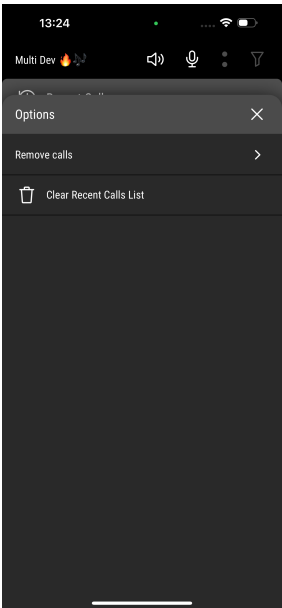 13:24
Multi Dev 🔥🎶
Options
Remove calls
Clear Recent Calls List